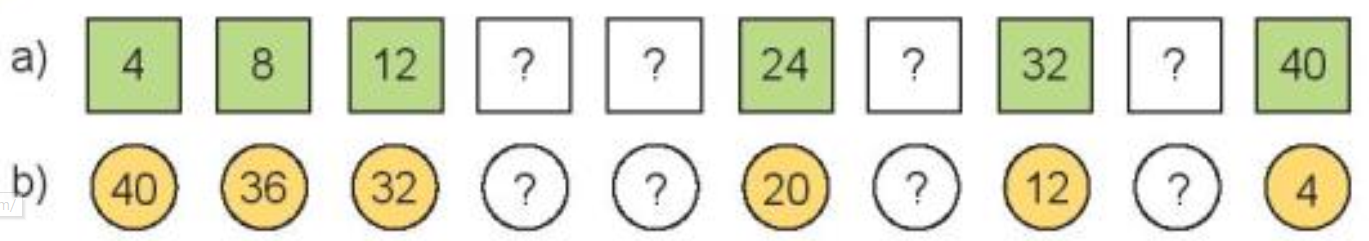 a) 4 8 12 ? ? 24 ? 32 ? 40
b) 40 36 32 ? ? 20 ? 12 ? 4
m/